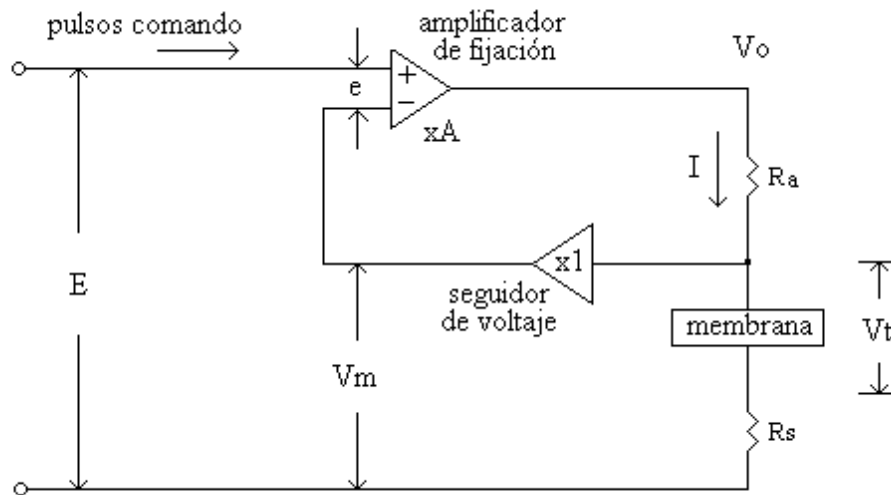 pulsos comando
amplificador
de fijación
Vo
e
+
−
xA
I
Ra
x1
E
seguidor
de voltaje
membrana
Vt
Vm
Rs